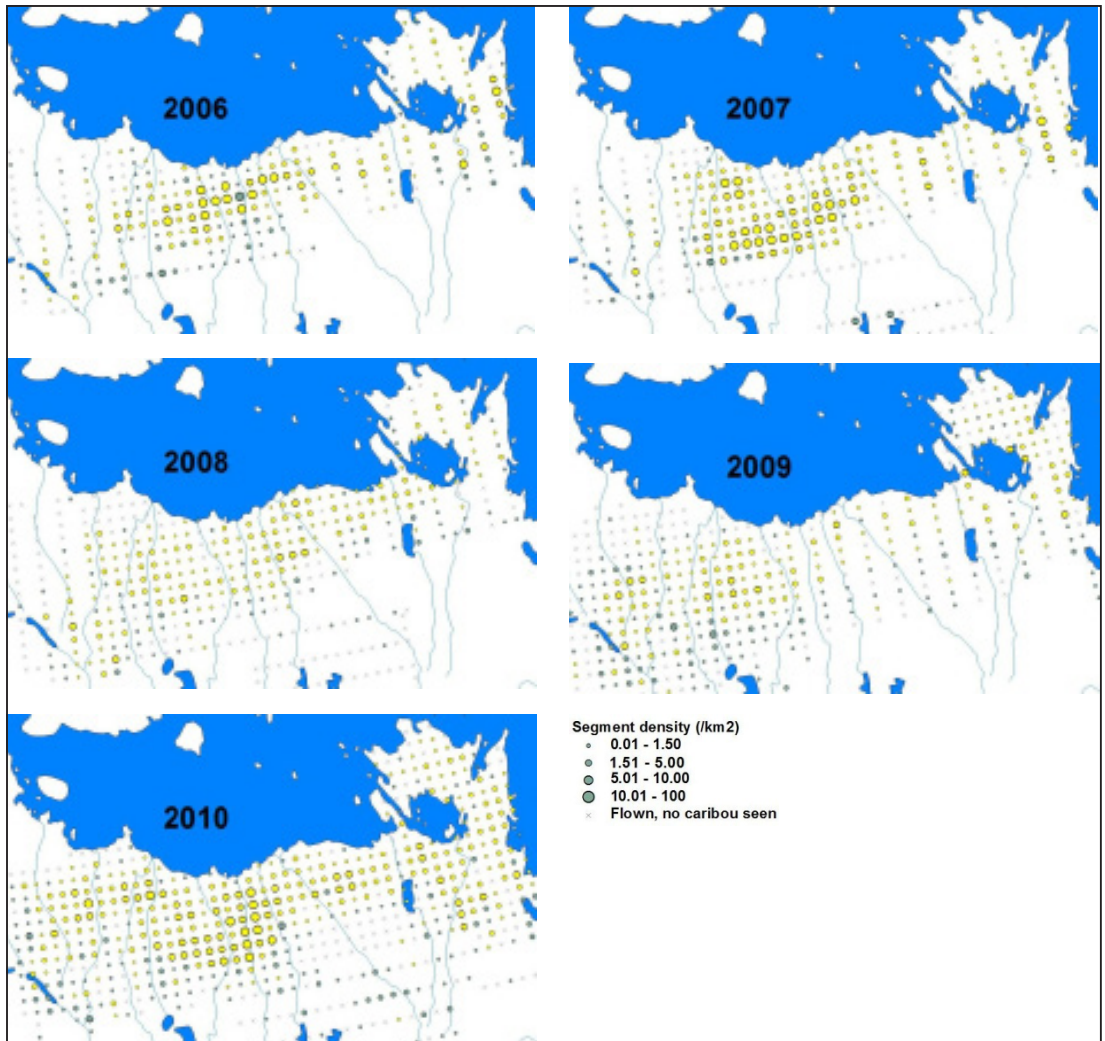 2006
2007
2008
2009
2010
Segment density (/km2)
0.01 - 1.50
1.51 - 5.00
5.01 - 10.00
10.01 - 100
Flown, no caribou seen